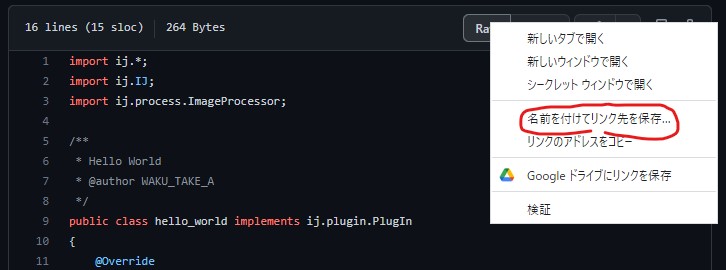 16 lines (15 sloc) 264 Bytes
Raw
1 import ij.*;
2 import ij.IJ;
3 import ij.process.ImageProcessor;
4
5 /**
6 * Hello World
7 * @author WAKU_TAKE_A
8 */
9 public class hello_world implements ij.plugin.PlugIn
10 {
11 @Override
新しいタブで開く
新しいウィンドウで開く
シークレット ウィンドウで開く
名前を付けてリンク先を保存...
リンクのアドレスをコピー
Google ドライブにリンクを保存
検証